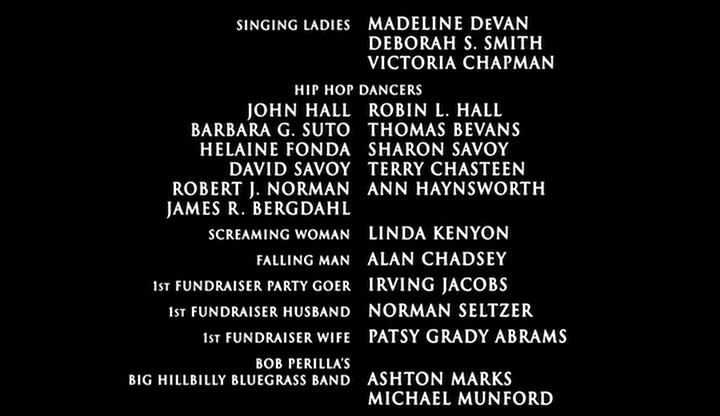 SINGING LADIES MADELINE DeVAN
DEBORAH S. SMITH
VICTORIA CHAPMAN
HIP HOP DANCERS
JOHN HALL ROBIN L. HALL
BARBARA G. SUTO THOMAS BEVANS
HELAINE FONDA SHARON SAVOY
DAVID SAVOY TERRY CHASTEEN
ROBERT J. NORMAN ANN HAYNSWORTH
JAMES R. BERGDAHL
SCREAMING WOMAN LINDA KENYON
FALLING MAN ALAN CHADSEY
1ST FUNDRAISER PARTY GOER IRVING JACOBS
1ST FUNDRAISER HUSBAND NORMAN SELTZER
1ST FUNDRAISER WIFE PATSY GRADY ABRAMS
BOB PERILLA'S
BIG HILLBILLY BLUEGRASS BAND ASHTON MARKS
MICHAEL MUNFORD